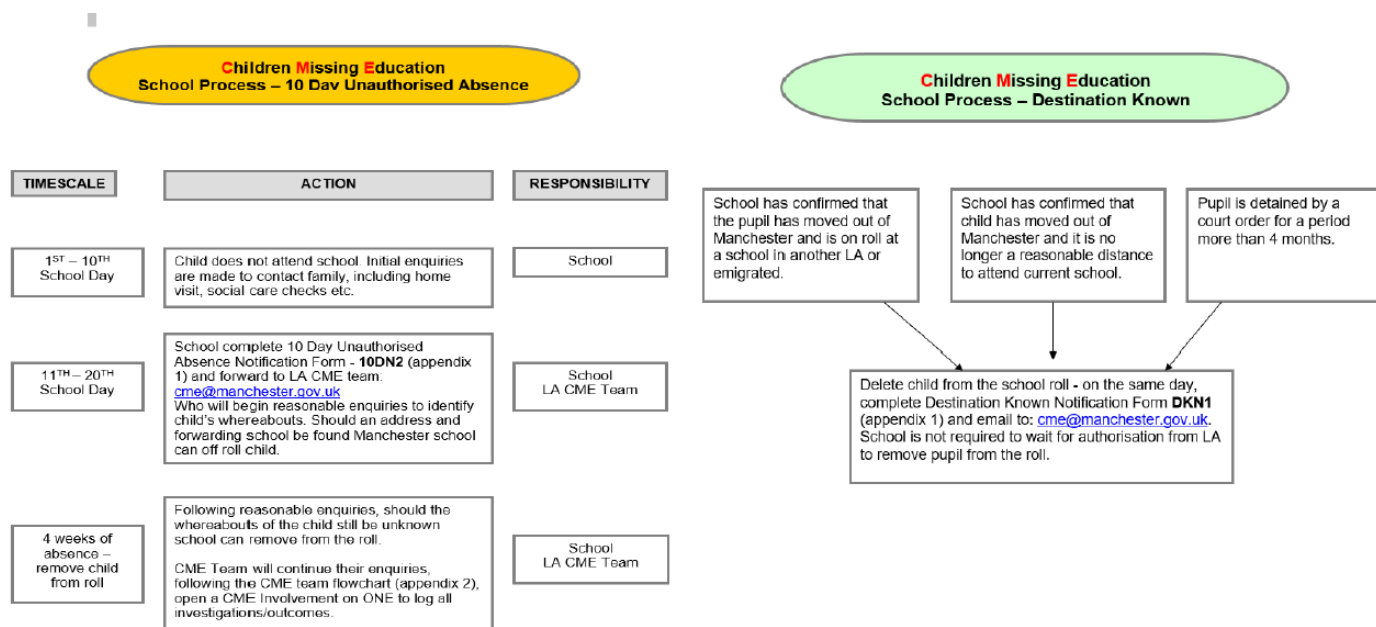 Children Missing Education
School Process – 10 Day Unauthorised Absence
TIMESCALE
ACTION
RESPONSIBILITY
1ST – 10TH
School Day
Child does not attend school. Initial enquiries
are made to contact family, including home
visit, social care checks etc.
School
11TH – 20TH
School Day
School complete 10 Day Unauthorised
Absence Notification Form - 10DN2 (appendix
1) and forward to LA CME team:
cme@manchester.gov.uk
Who will begin reasonable enquiries to identify
child's whereabouts. Should an address and
forwarding school be found Manchester school
can off roll child.
School
LA CME Team
4 weeks of
absence –
remove child
from roll
Following reasonable enquiries, should the
whereabouts of the child still be unknown
school can remove from the roll.
CME Team will continue their enquiries,
following the CME team flowchart (appendix 2),
open a CME Involvement on ONE to log all
investigations/outcomes.
School
LA CME Team
Children Missing Education
School Process – Destination Known
School has confirmed that
the pupil has moved out of
Manchester and is on roll at
a school in another LA or
emigrated.
School has confirmed that
child has moved out of
Manchester and it is no
longer a reasonable distance
to attend current school.
Pupil is detained by a
court order for a period
more than 4 months.
Delete child from the school roll - on the same day,
complete Destination Known Notification Form DKN1
(appendix 1) and email to: cme@manchester.gov.uk.
School is not required to wait for authorisation from LA
to remove pupil from the roll.